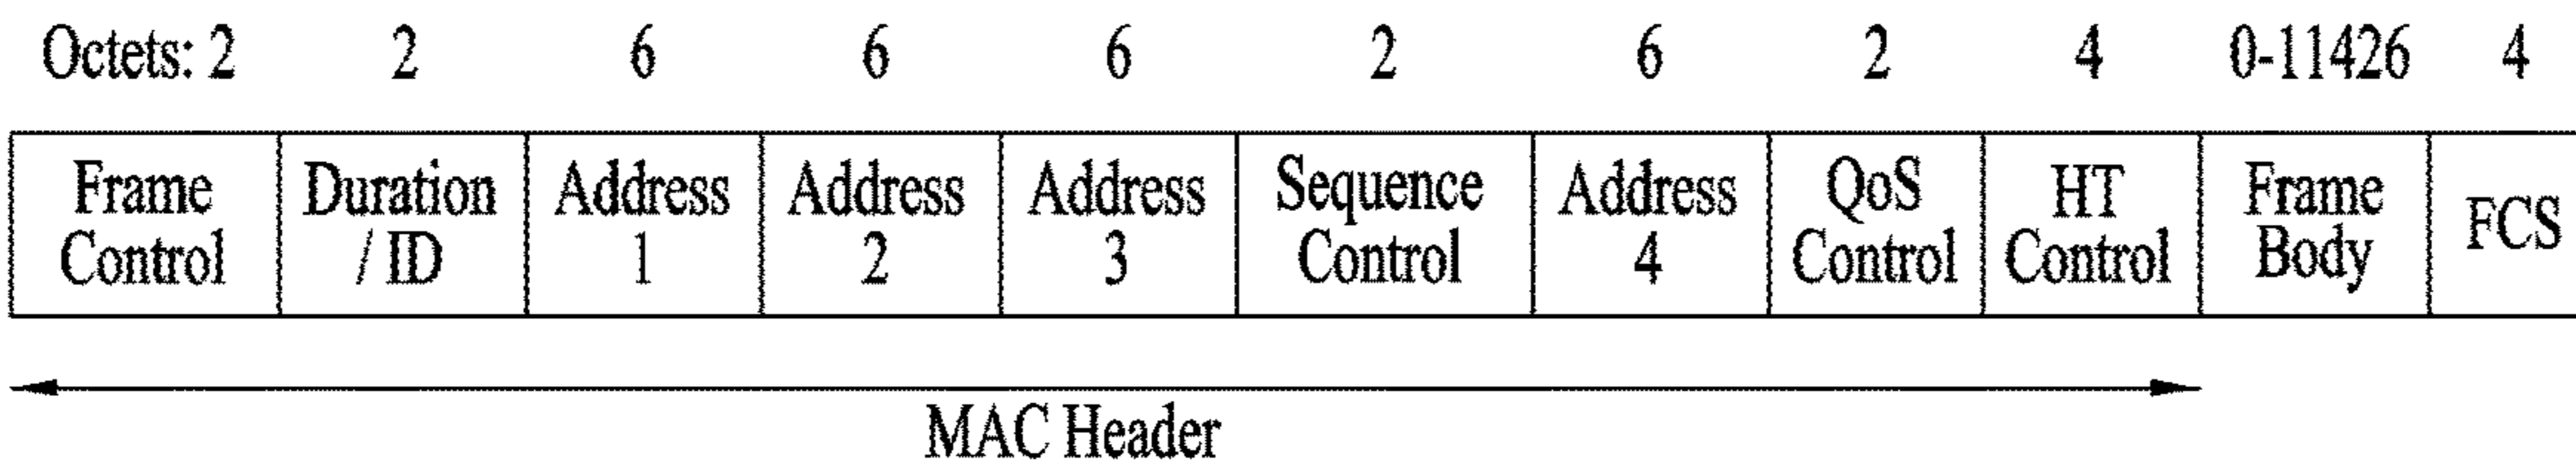 Octets: 2 2 6 6 6 2 6 2 4 0-11426 4
Frame Control
Duration / ID
Address 1
Address 2
Address 3
Sequence Control
Address 4
QoS Control
HT Control
Frame Body
FCS
MAC Header